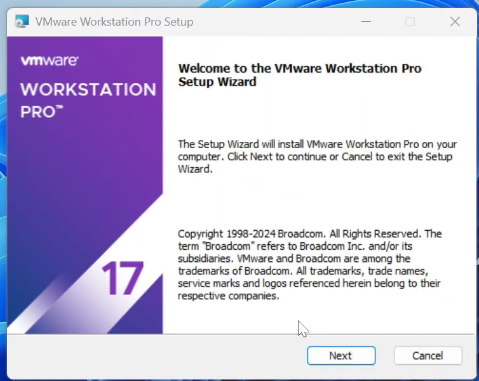 VMware Workstation Pro Setup
vmware®
WORKSTATION
PRO™
17
Welcome to the VMware Workstation Pro
Setup Wizard
The Setup Wizard will install VMware Workstation Pro on your
computer. Click Next to continue or Cancel to exit the Setup
Wizard.
Copyright 1998-2024 Broadcom. All Rights Reserved. The
term "Broadcom" refers to Broadcom Inc. and/or its
subsidiaries. VMware and Broadcom are among the
trademarks of Broadcom. All trademarks, trade names,
service marks and logos referenced herein belong to their
respective companies.
Next
Cancel